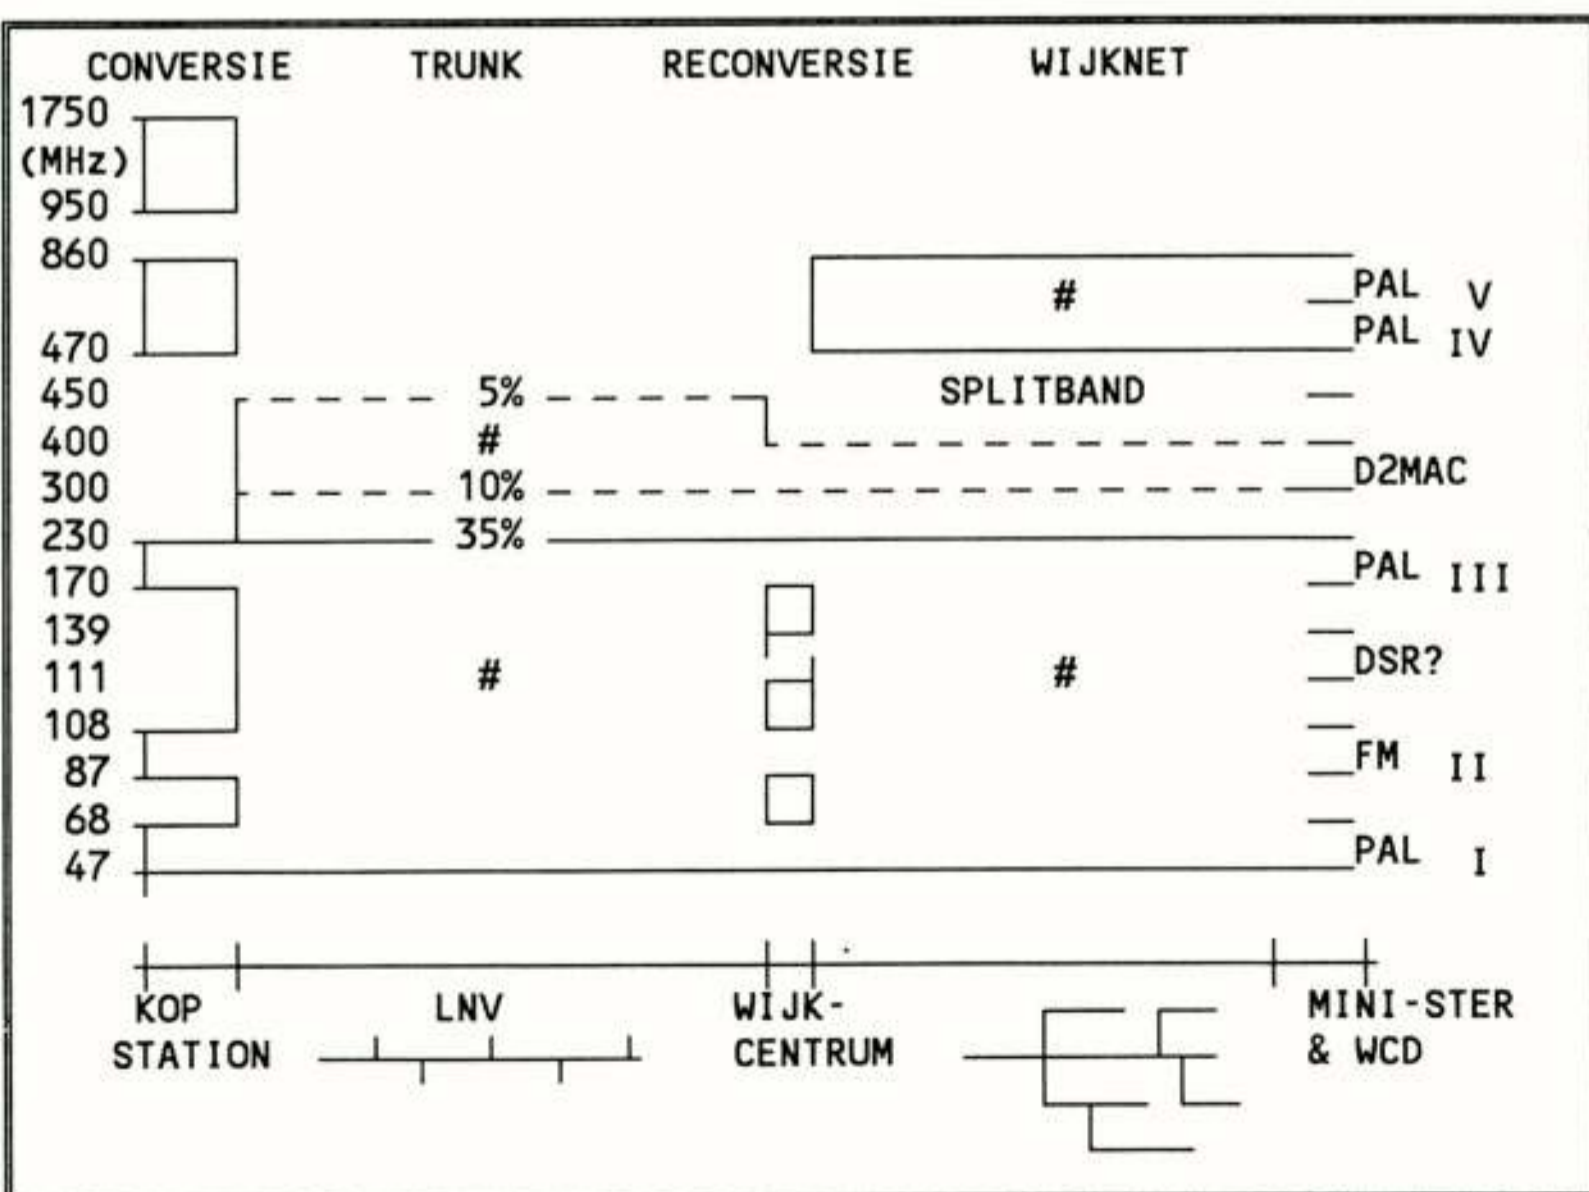 CONVERSIE TRUNK RECONVERSIE WIJKNET
1750
(MHz)
950
860
PAL V
470 PAL IV
450 5% SPLITBAND
400 #
#
300 10% D2MAC
230 35%
170 PAL III
139
111 # # DSR?
108
87 FM II
68
47 PAL I
KOP LNV WIJK- MINI-STER
STATION CENTRUM & WCD